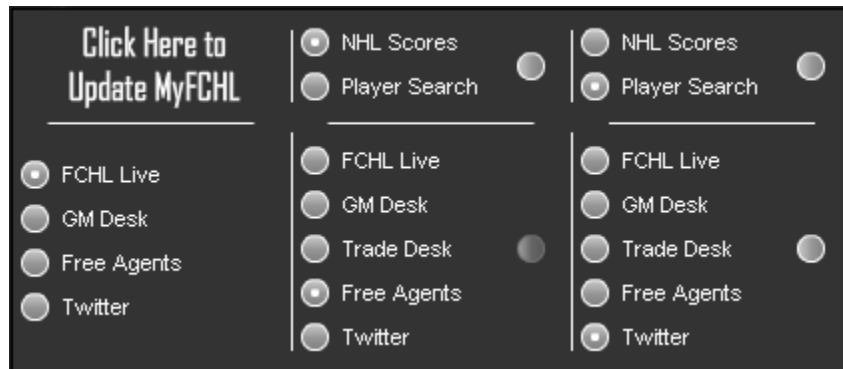 Click Here to
Update MyFCHL
FCHL Live
GM Desk
Free Agents
Twitter
NHL Scores
Player Search
FCHL Live
GM Desk
Trade Desk
Free Agents
Twitter
NHL Scores
Player Search
FCHL Live
GM Desk
Trade Desk
Free Agents
Twitter